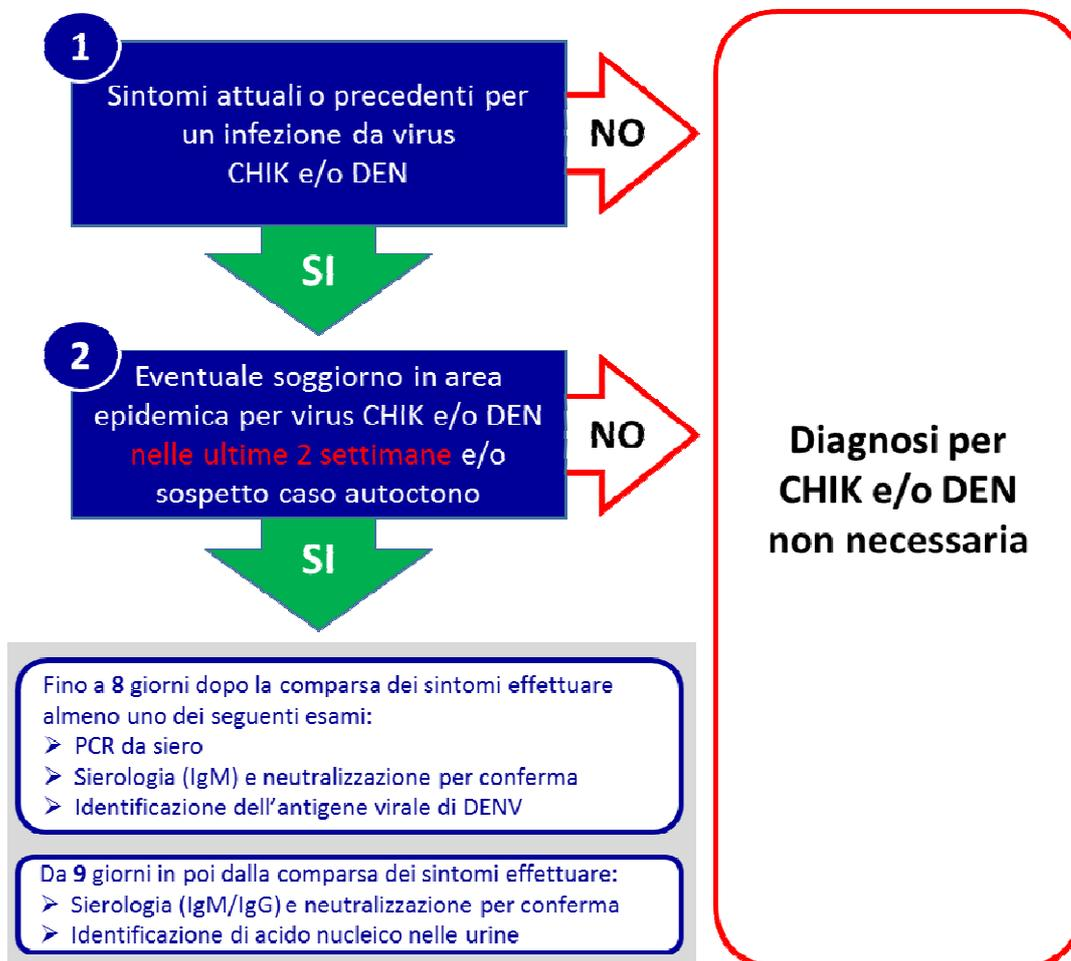 1
Sintomi attuali o precedenti per
un infezione da virus
CHIK e/o DEN
NO
SI
2
Eventuale soggiorno in area
epidemica per virus CHIK e/o DEN
nelle ultime 2 settimane e/o
sospetto caso autoctono
NO
SI
Diagnosi per
CHIK e/o DEN
non necessaria
Fino a 8 giorni dopo la comparsa dei sintomi effettuare
almeno uno dei seguenti esami:
➢ PCR da siero
➢ Sierologia (IgM) e neutralizzazione per conferma
➢ Identificazione dell'antigene virale di DENV
Da 9 giorni in poi dalla comparsa dei sintomi effettuare:
➢ Sierologia (IgM/IgG) e neutralizzazione per conferma
➢ Identificazione di acido nucleico nelle urine